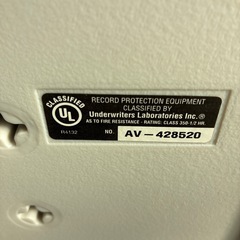 CLASSIFIED
UL
R4132
RECORD PROTECTION EQUIPMENT
CLASSIFIED BY
Underwriters Laboratories Inc.®
AS TO FIRE RESISTANCE - RATING. CLASS 350-1/2 HR.
NO. AV — 428520